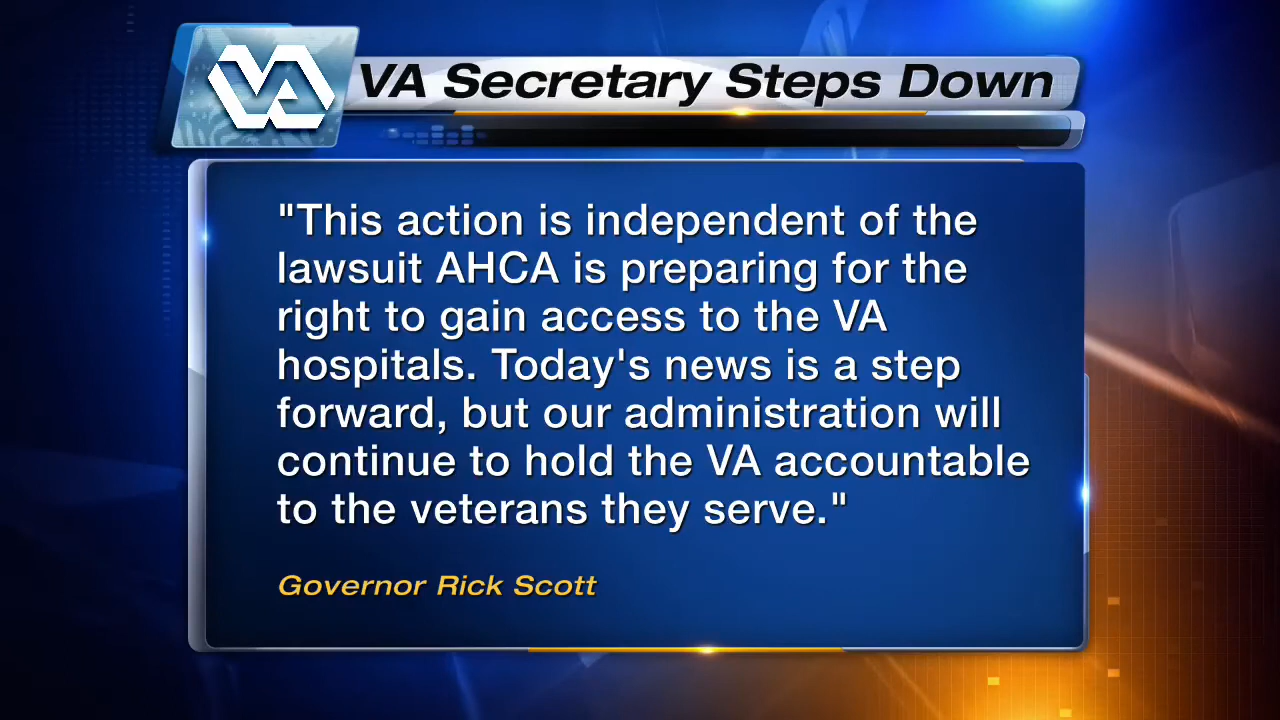 VA
VA Secretary Steps Down
"This action is independent of the
lawsuit AHCA is preparing for the
right to gain access to the VA
hospitals. Today's news is a step
forward, but our administration will
continue to hold the VA accountable
to the veterans they serve."
Governor Rick Scott